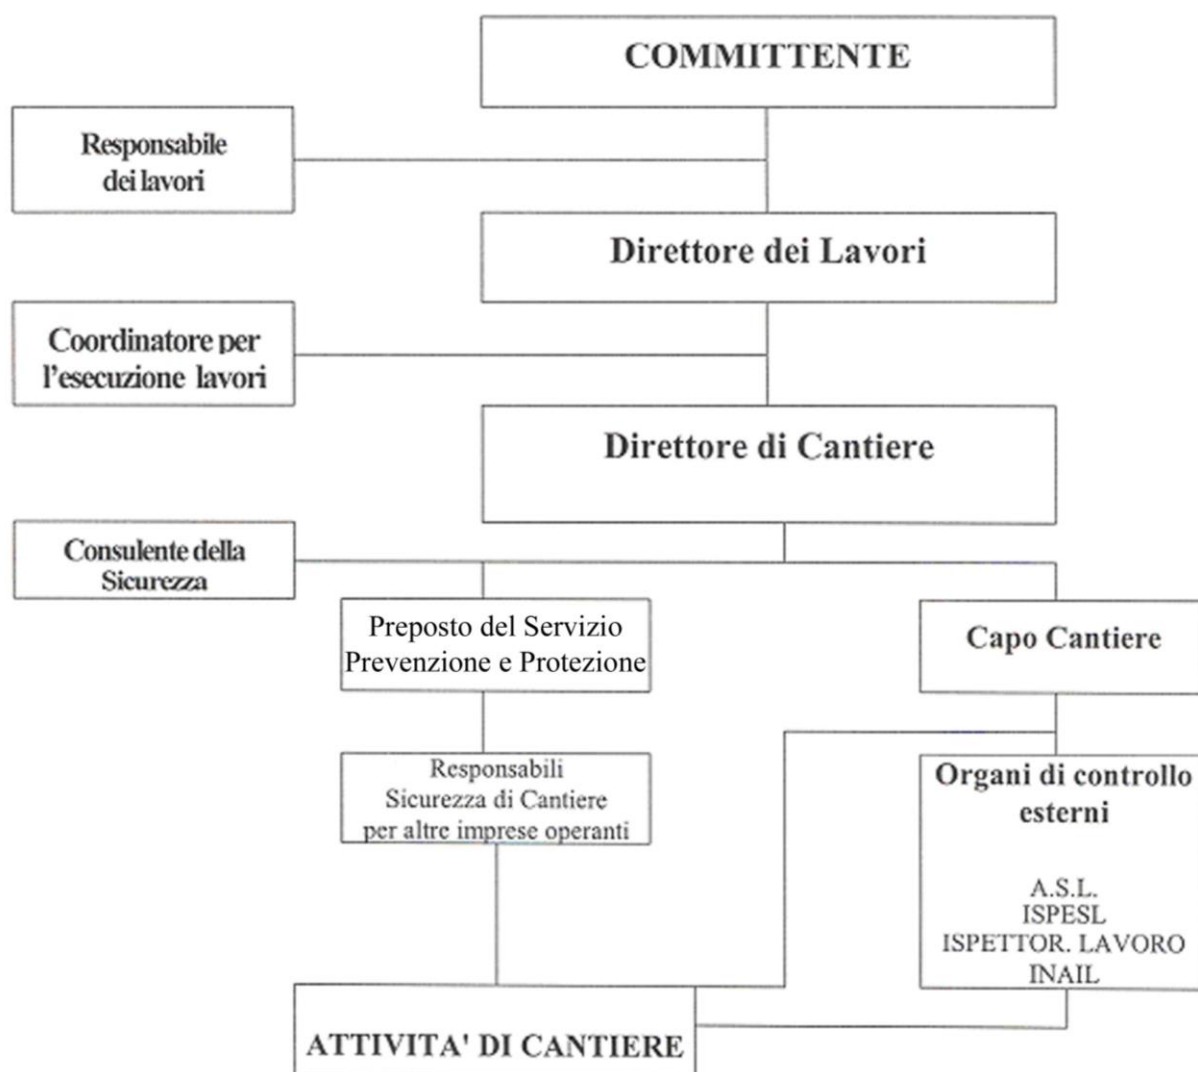 COMMITTENTE
Responsabile
dei lavori
Direttore dei Lavori
Coordinatore per
l'esecuzione lavori
Direttore di Cantiere
Consulente della
Sicurezza
Preposto del Servizio
Prevenzione e Protezione
Capo Cantiere
Responsabili
Sicurezza di Cantiere
per altre imprese operanti
Organi di controllo
esterni
A.S.L.
ISPESL
ISPETTOR. LAVORO
INAIL
ATTIVITA' DI CANTIERE